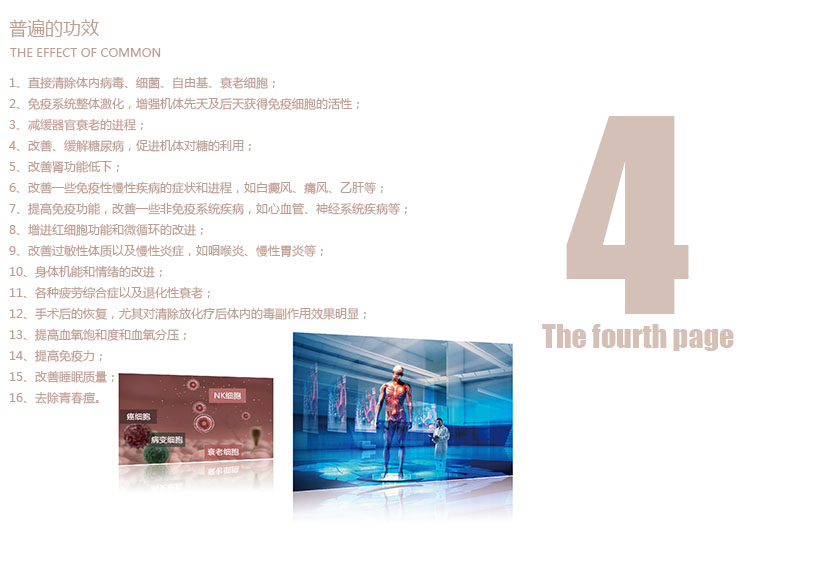 普遍的功效
THE EFFECT OF COMMON
1、直接清除体内病毒、细菌、自由基、衰老细胞；
2、免疫系统整体激化，增强机体先天及后天获得免疫细胞的活性；
3、减缓器官衰老的进程；
4、改善、缓解糖尿病，促进机体对糖的利用；
5、改善肾功能低下；
6、改善一些免疫性慢性疾病的症状和进程，如白癜风、痛风、乙肝等；
7、提高免疫功能，改善一些非免疫系统疾病，如心血管、神经系统疾病等；
8、增进红细胞功能和微循环的改进；
9、改善过敏性体质以及慢性炎症，如咽喉炎、慢性胃炎等；
10、身体机能和情绪的改进；
11、各种疲劳综合症以及退化性衰老；
12、手术后的恢复，尤其对清除放化疗后体内的毒副作用效果明显；
13、提高血氧饱和度和血氧分压；
14、提高免疫力；
15、改善睡眠质量；
16、去除青春痘。
NK细胞
癌细胞
病变细胞
衰老细胞
4
The fourth page